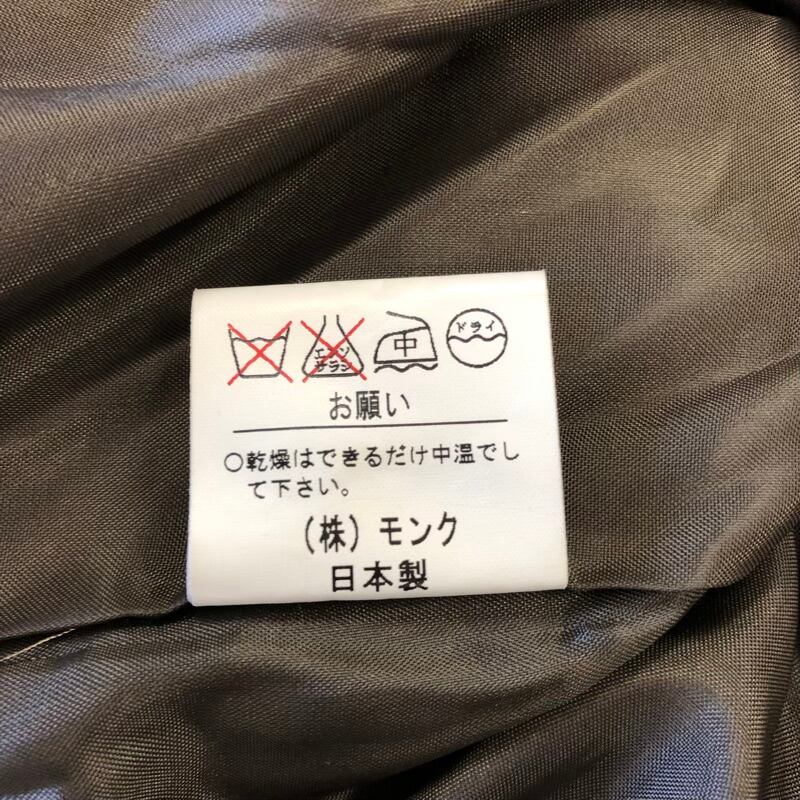 エンソ
サラシ
中
ドライ
お願い
○乾燥はできるだけ中温でし
て下さい。
(株)モンク
日本製